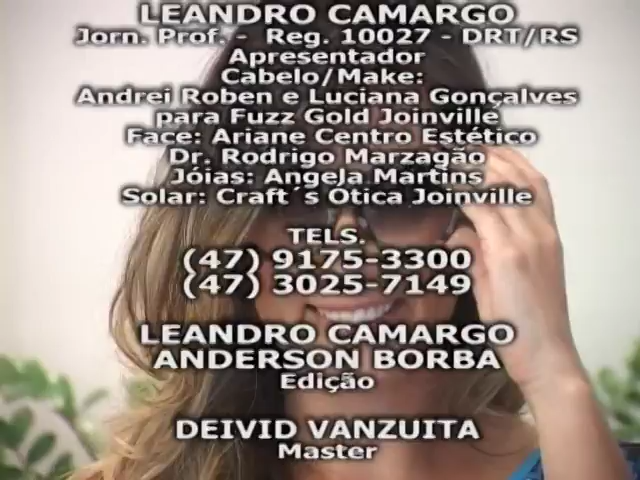 LEANDRO CAMARGO
Jorn. Prof. - Reg. 10027 - DRT/RS
Apresentador
Cabelo/Make:
Andrei Roben e Luciana Gonçalves
para Fuzz Gold Joinville
Face: Ariane Centro Estético
Dr. Rodrigo Marzagão
Jóias: Angela Martins
Solar: Craft´s Ótica Joinville
TELS.
(47) 9175-3300
(47) 3025-7149
LEANDRO CAMARGO
ANDERSON BORBA
Edição
DEIVID VANZUITA
Master